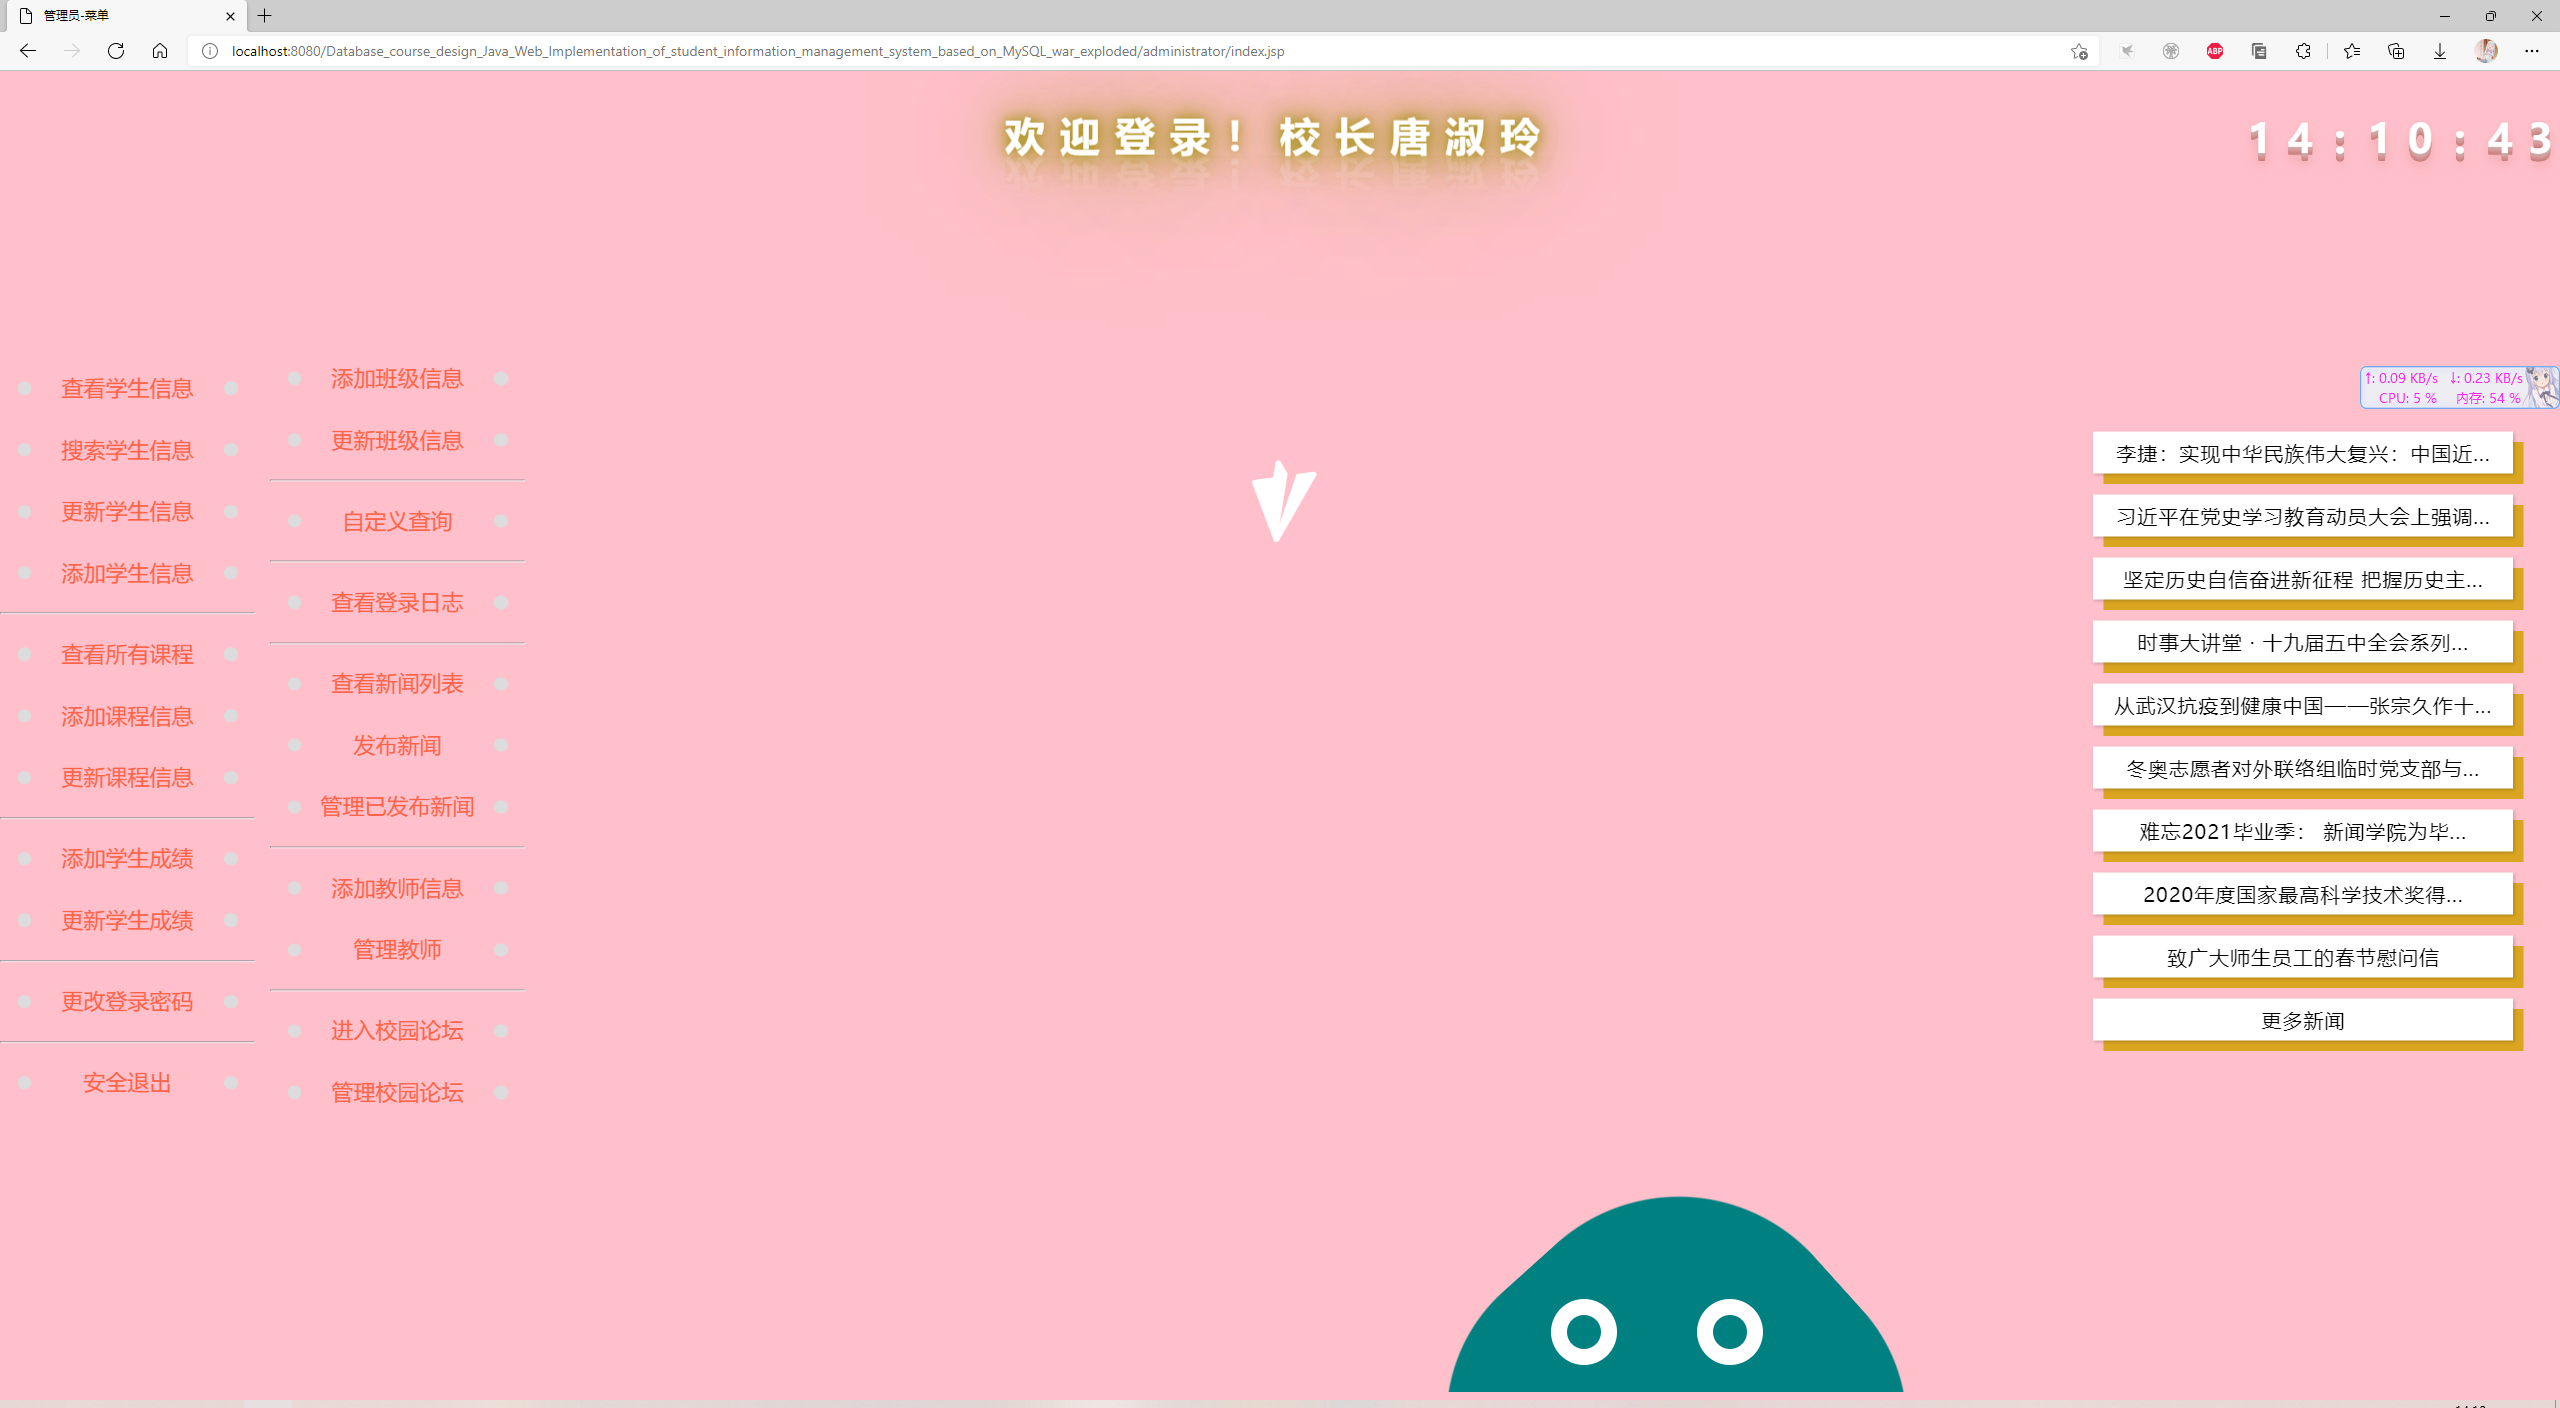 管理员-菜单
localhost:8080/Database_course_design_Java_Web_Implementation_of_student_information_management_system_based_on_MySQL_war_exploded/administrator/index.jsp
ABP
欢迎登录！校长唐淑玲
14:10:43
查看学生信息
搜索学生信息
更新学生信息
添加学生信息
查看所有课程
添加课程信息
更新课程信息
添加学生成绩
更新学生成绩
更改登录密码
安全退出
添加班级信息
更新班级信息
自定义查询
查看登录日志
查看新闻列表
发布新闻
管理已发布新闻
添加教师信息
管理教师
进入校园论坛
管理校园论坛
↑: 0.09 KB/s ↓: 0.23 KB/s
CPU: 5 % 内存: 54 %
李捷：实现中华民族伟大复兴：中国近...
习近平在党史学习教育动员大会上强调...
坚定历史自信奋进新征程 把握历史主...
时事大讲堂 · 十九届五中全会系列...
从武汉抗疫到健康中国——张宗久作十...
冬奥志愿者对外联络组临时党支部与...
难忘2021毕业季： 新闻学院为毕...
2020年度国家最高科学技术奖得...
致广大师生员工的春节慰问信
更多新闻